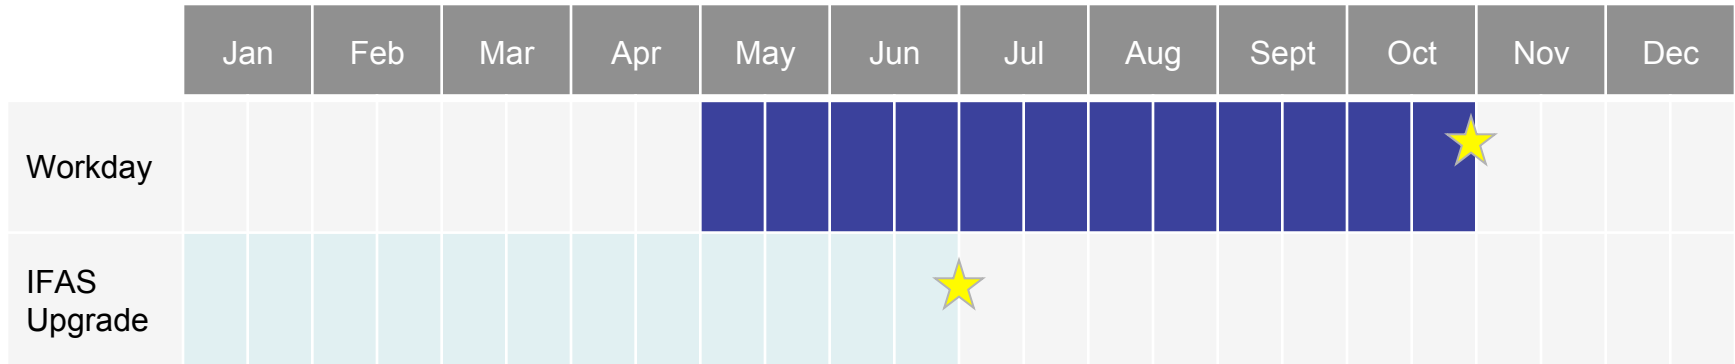 Jan Feb Mar Apr May Jun Jul Aug Sept Oct Nov Dec
Workday
IFAS
Upgrade